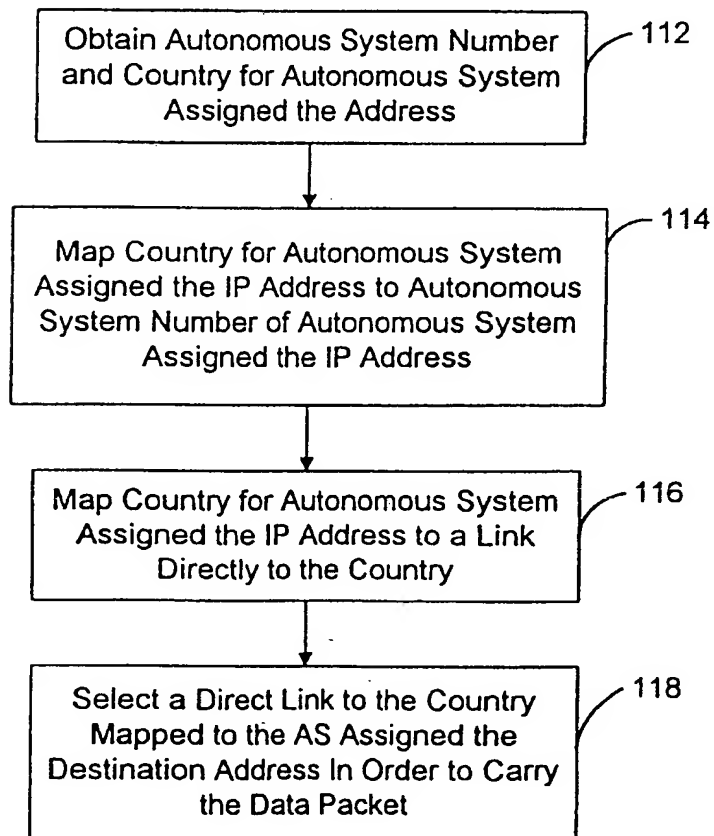 Obtain Autonomous System Number
and Country for Autonomous System
Assigned the Address
112
Map Country for Autonomous System
Assigned the IP Address to Autonomous
System Number of Autonomous System
Assigned the IP Address
114
Map Country for Autonomous System
Assigned the IP Address to a Link
Directly to the Country
116
Select a Direct Link to the Country
Mapped to the AS Assigned the
Destination Address In Order to Carry
the Data Packet
118